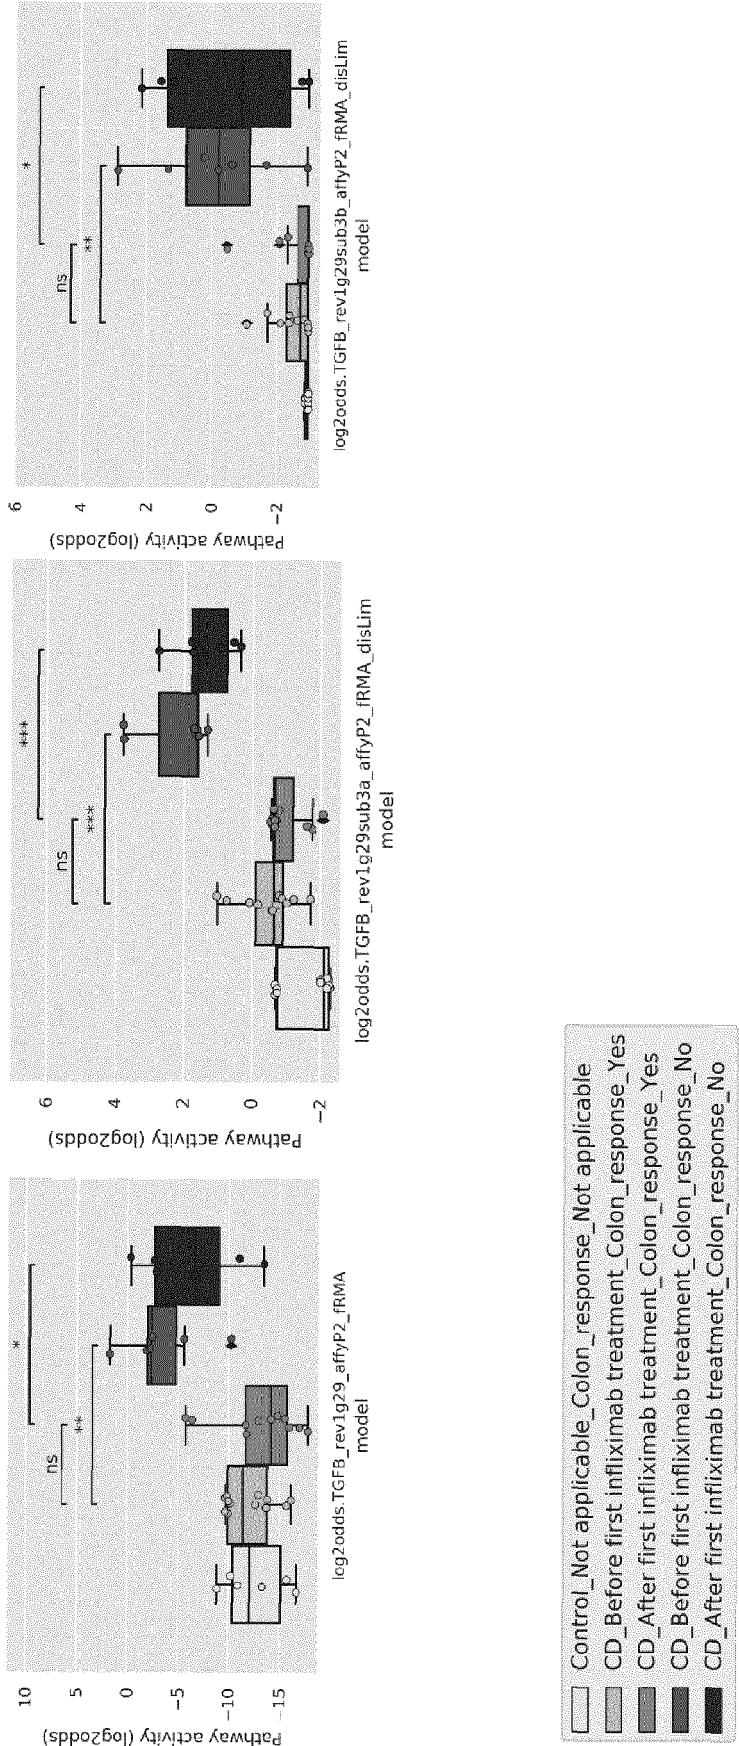 10
5
0
−5
−10
−15
Pathway activity (log2odds)
ns
**
*
log2odds.TGFB_rev1g29_affyP2_fRMA
model
6
4
2
0
−2
Pathway activity (log2odds)
ns
***
***
log2odds.TGFB_rev1g29sub3a_affyP2_fRMA_disLim
model
6
4
2
0
−2
Pathway activity (log2odds)
ns
**
*
log2odds.TGFB_rev1g29sub3b_affyP2_fRMA_disLim
model
Control_Not applicable_Colon_response_Not applicable
CD_Before first infliximab treatment_Colon_response_Yes
CD_After first infliximab treatment_Colon_response_Yes
CD_Before first infliximab treatment_Colon_response_No
CD_After first infliximab treatment_Colon_response_No